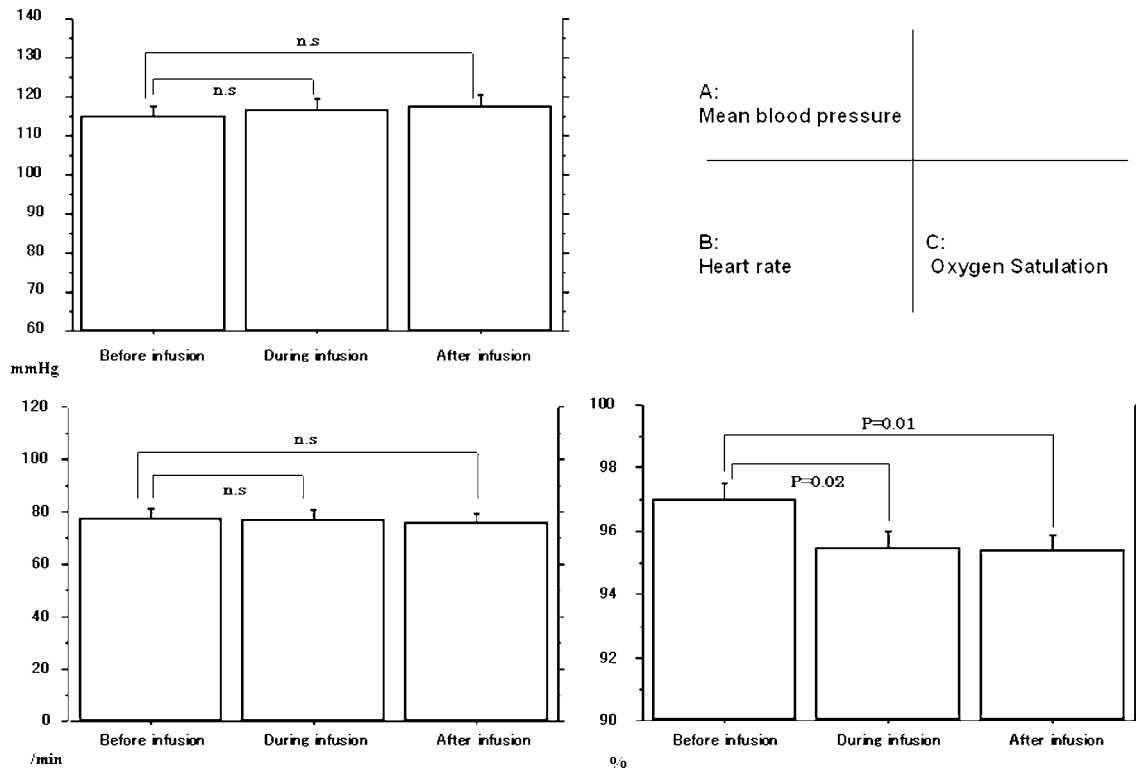 140
130
120
110
100
90
80
70
60
mmHg
n.s
n.s
Before infusion
During infusion
After infusion
A:
Mean blood pressure
B:
Heart rate
C:
Oxygen Satulation
120
100
80
60
40
20
0
/min
n.s
n.s
Before infusion
During infusion
After infusion
100
98
96
94
92
90
%
P=0.01
P=0.02
Before infusion
During infusion
After infusion